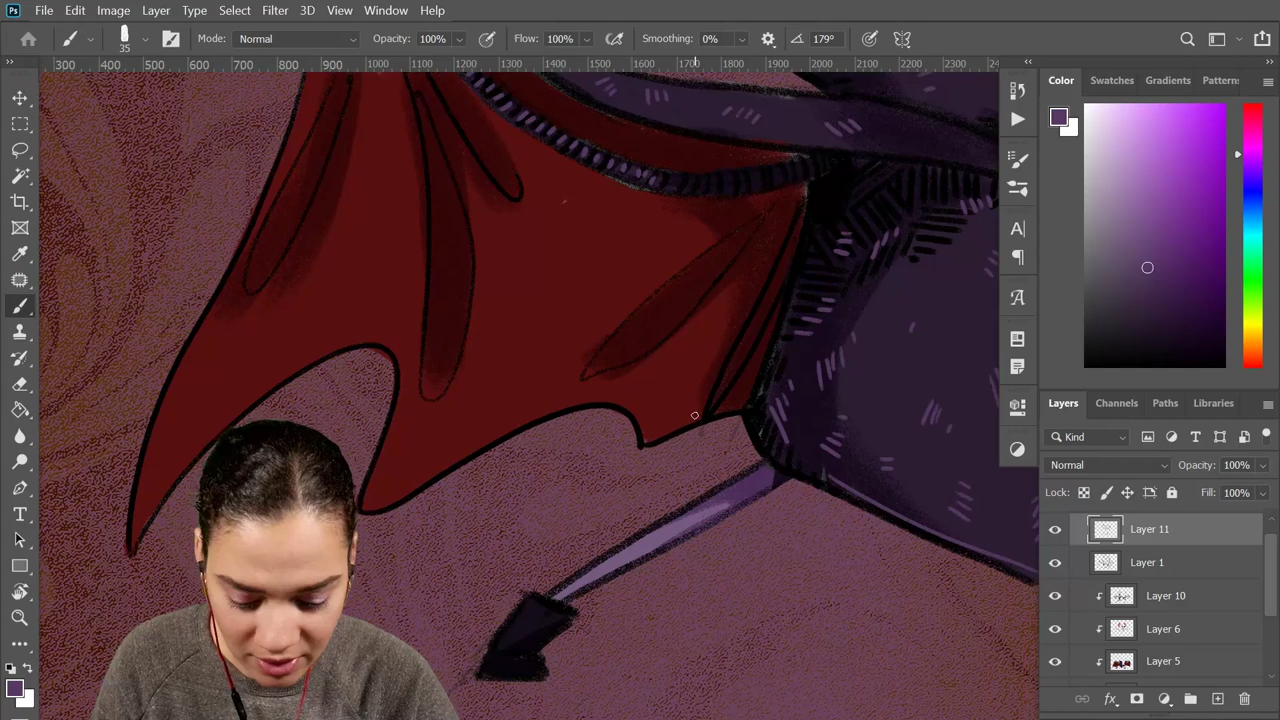 Ps File Edit Image Layer Type Select Filter 3D View Window Help
35 Mode: Normal Opacity: 100% Flow: 100% Smoothing: 0% 179°
300 400 500 600 700 800 900 1000 1100 1200 1300 1400 1500 1600 1700 1800 1900 2000 2100 2200 2300 24
Color Swatches Gradients Pattern
Layers Channels Paths Libraries
Kind
Normal Opacity: 100%
Lock: Fill: 100%
Layer 11
Layer 1
Layer 10
Layer 6
Layer 5
fx